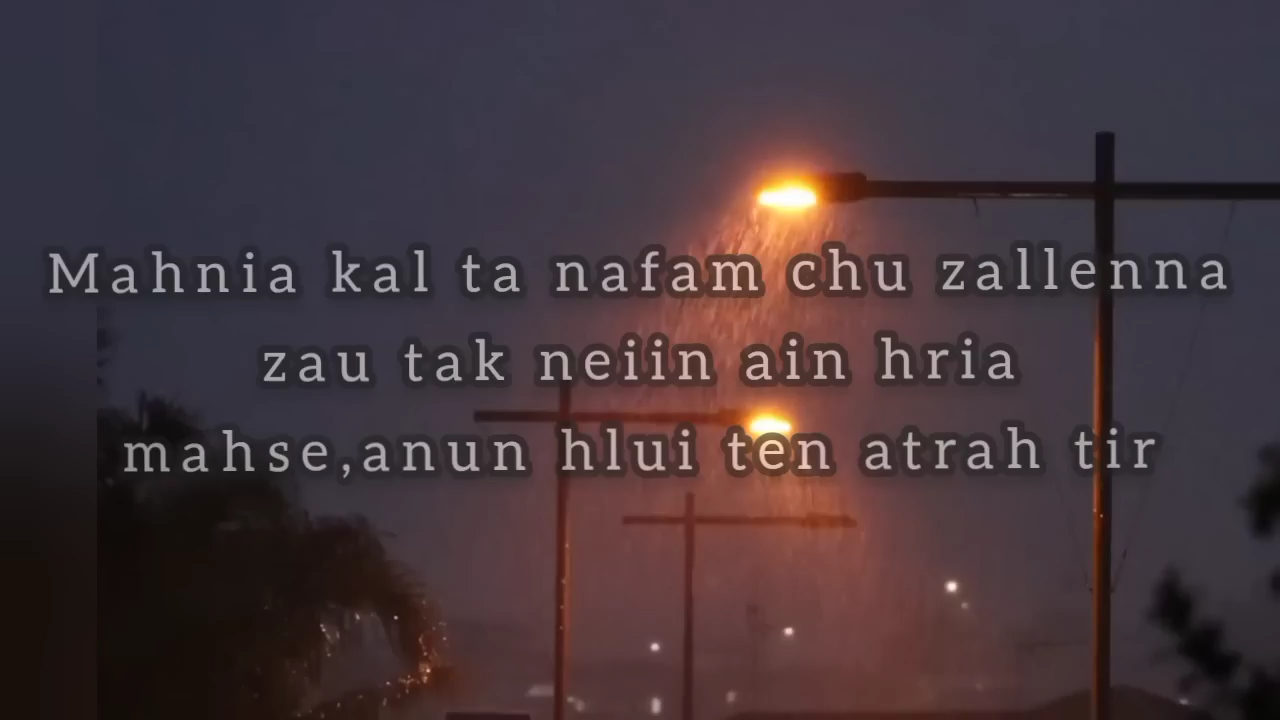 Mahnia kal ta nafam chu zallenna
zau tak neiin ain hria
mahse,anun hlui ten atrah tir